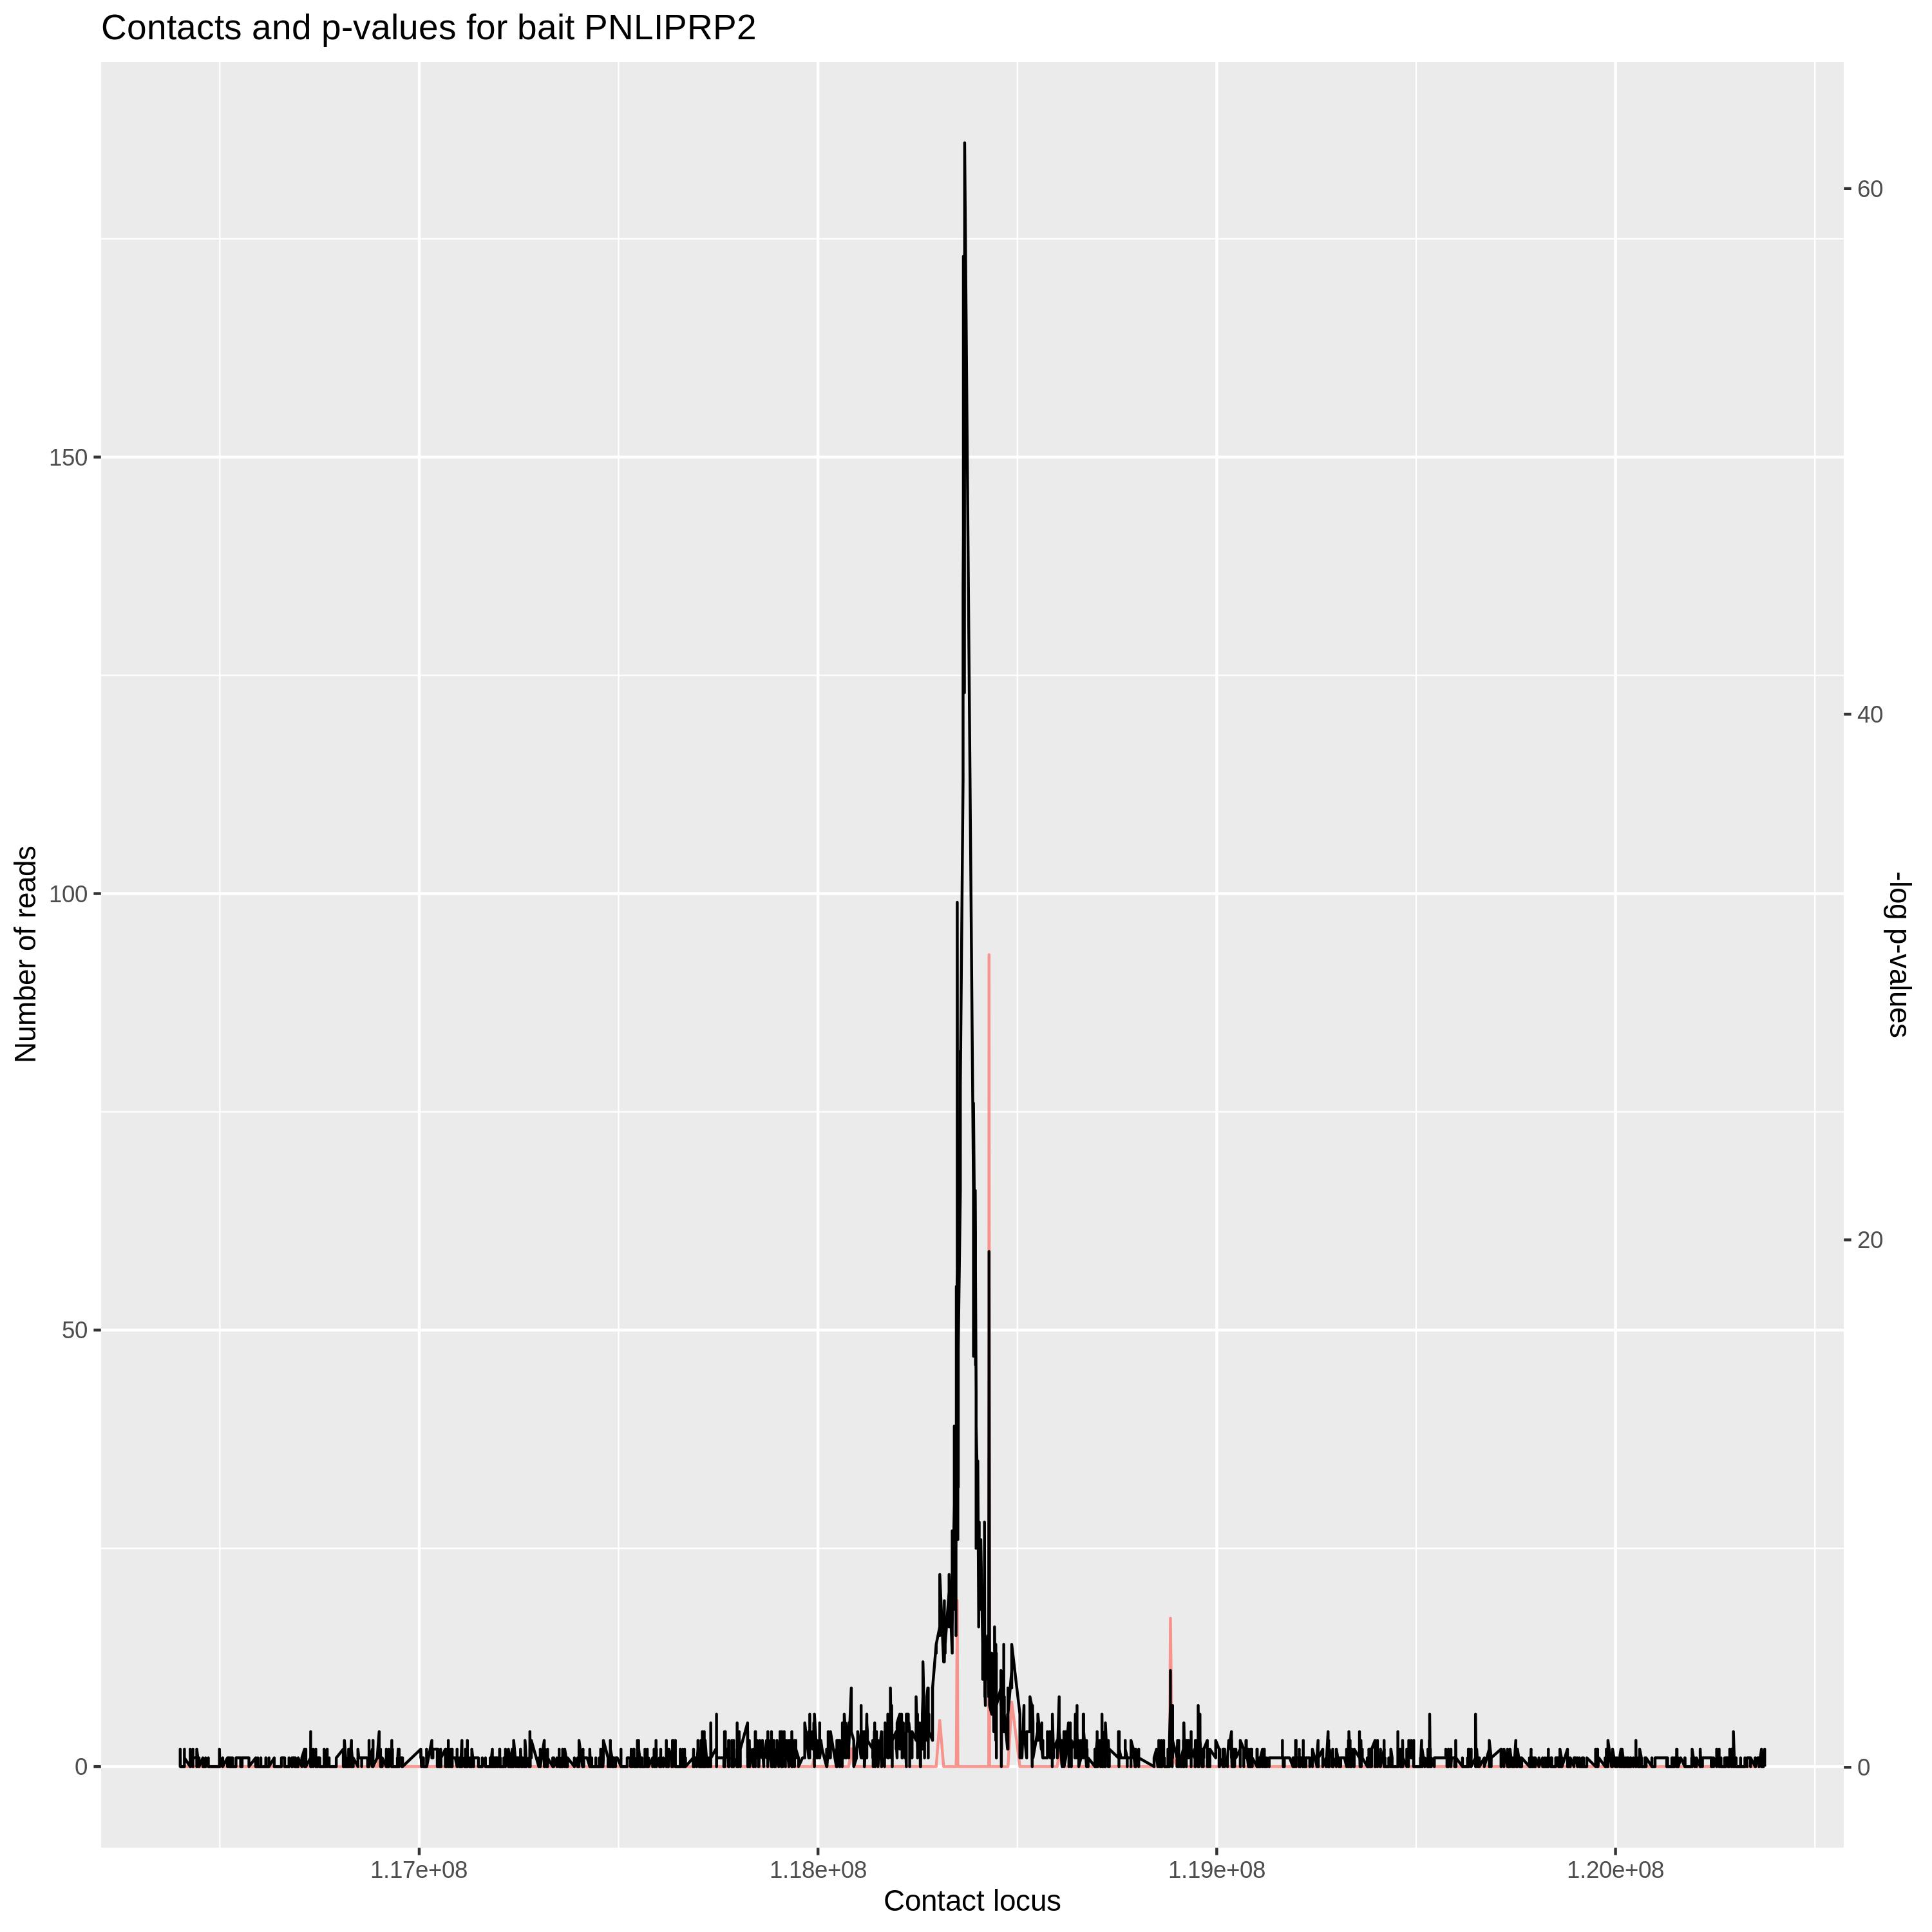 Contacts and p-values for bait PNLIPRP2
Number of reads
150
100
50
0
60
40
20
0
-log p-values
1.17e+08
1.18e+08
1.19e+08
1.20e+08
Contact locus